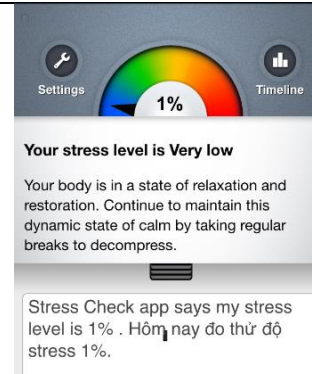 Settings
Timeline
1%
Your stress level is Very low
Your body is in a state of relaxation and
restoration. Continue to maintain this
dynamic state of calm by taking regular
breaks to decompress.
Stress Check app says my stress
level is 1% . Hôm nay đo thử độ
stress 1%.